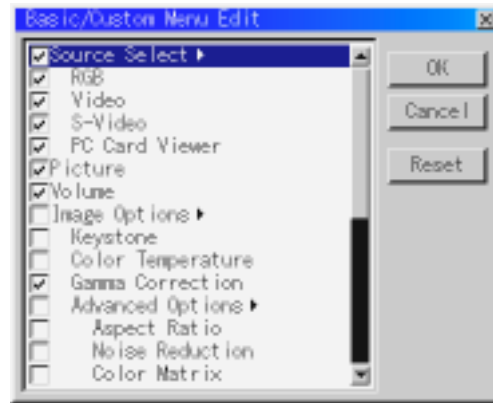 Basic/Custom Menu Edit
Source Select
RGB
Video
S-Video
PC Card Viewer
Picture
Volume
Image Options
Keystone
Color Temperature
Gamma Correction
Advanced Options
Aspect Ratio
Noise Reduction
Color Matrix
OK
Cancel
Reset